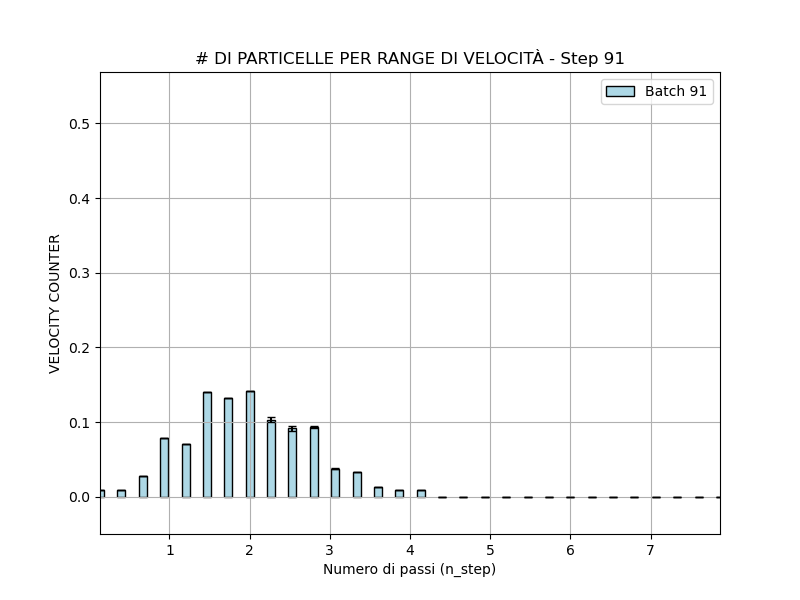 # DI PARTICELLE PER RANGE DI VELOCITÀ - Step 91
Batch 91
VELOCITY COUNTER
0.5
0.4
0.3
0.2
0.1
0.0
1 2 3 4 5 6 7
Numero di passi (n_step)